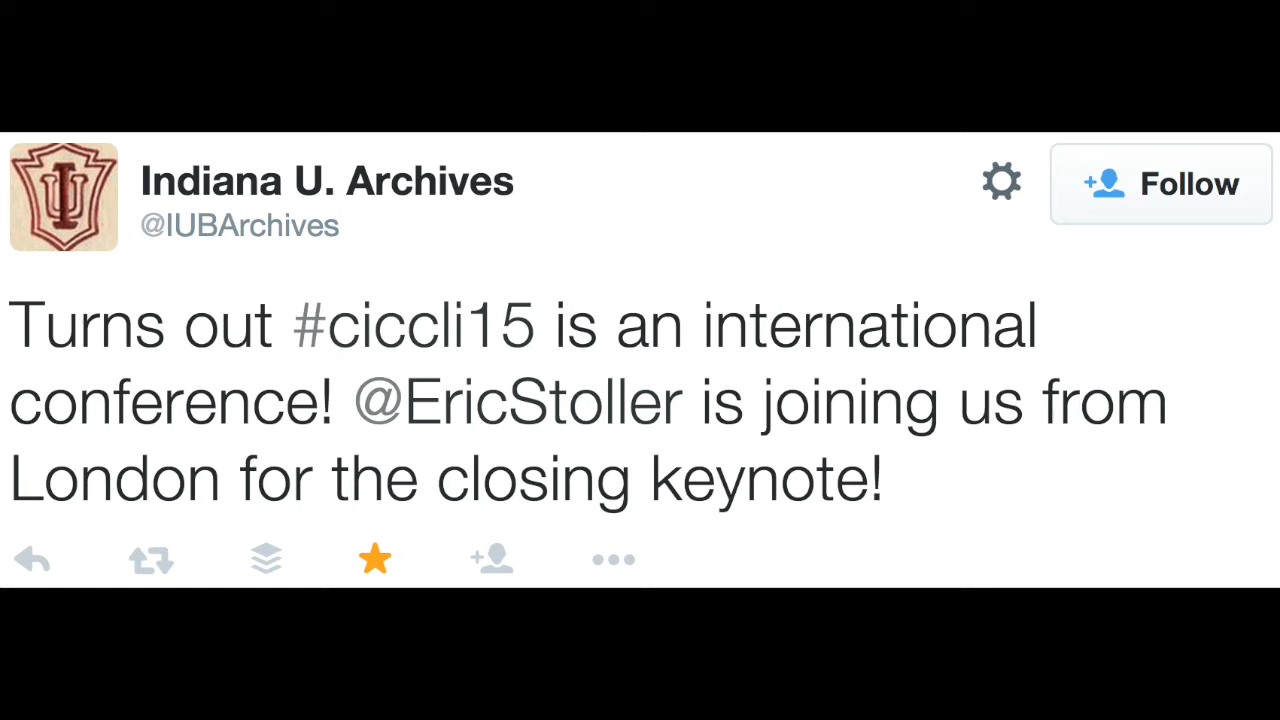 Indiana U. Archives
@IUBArchives
Follow
Turns out #ciccli15 is an international
conference! @EricStoller is joining us from
London for the closing keynote!